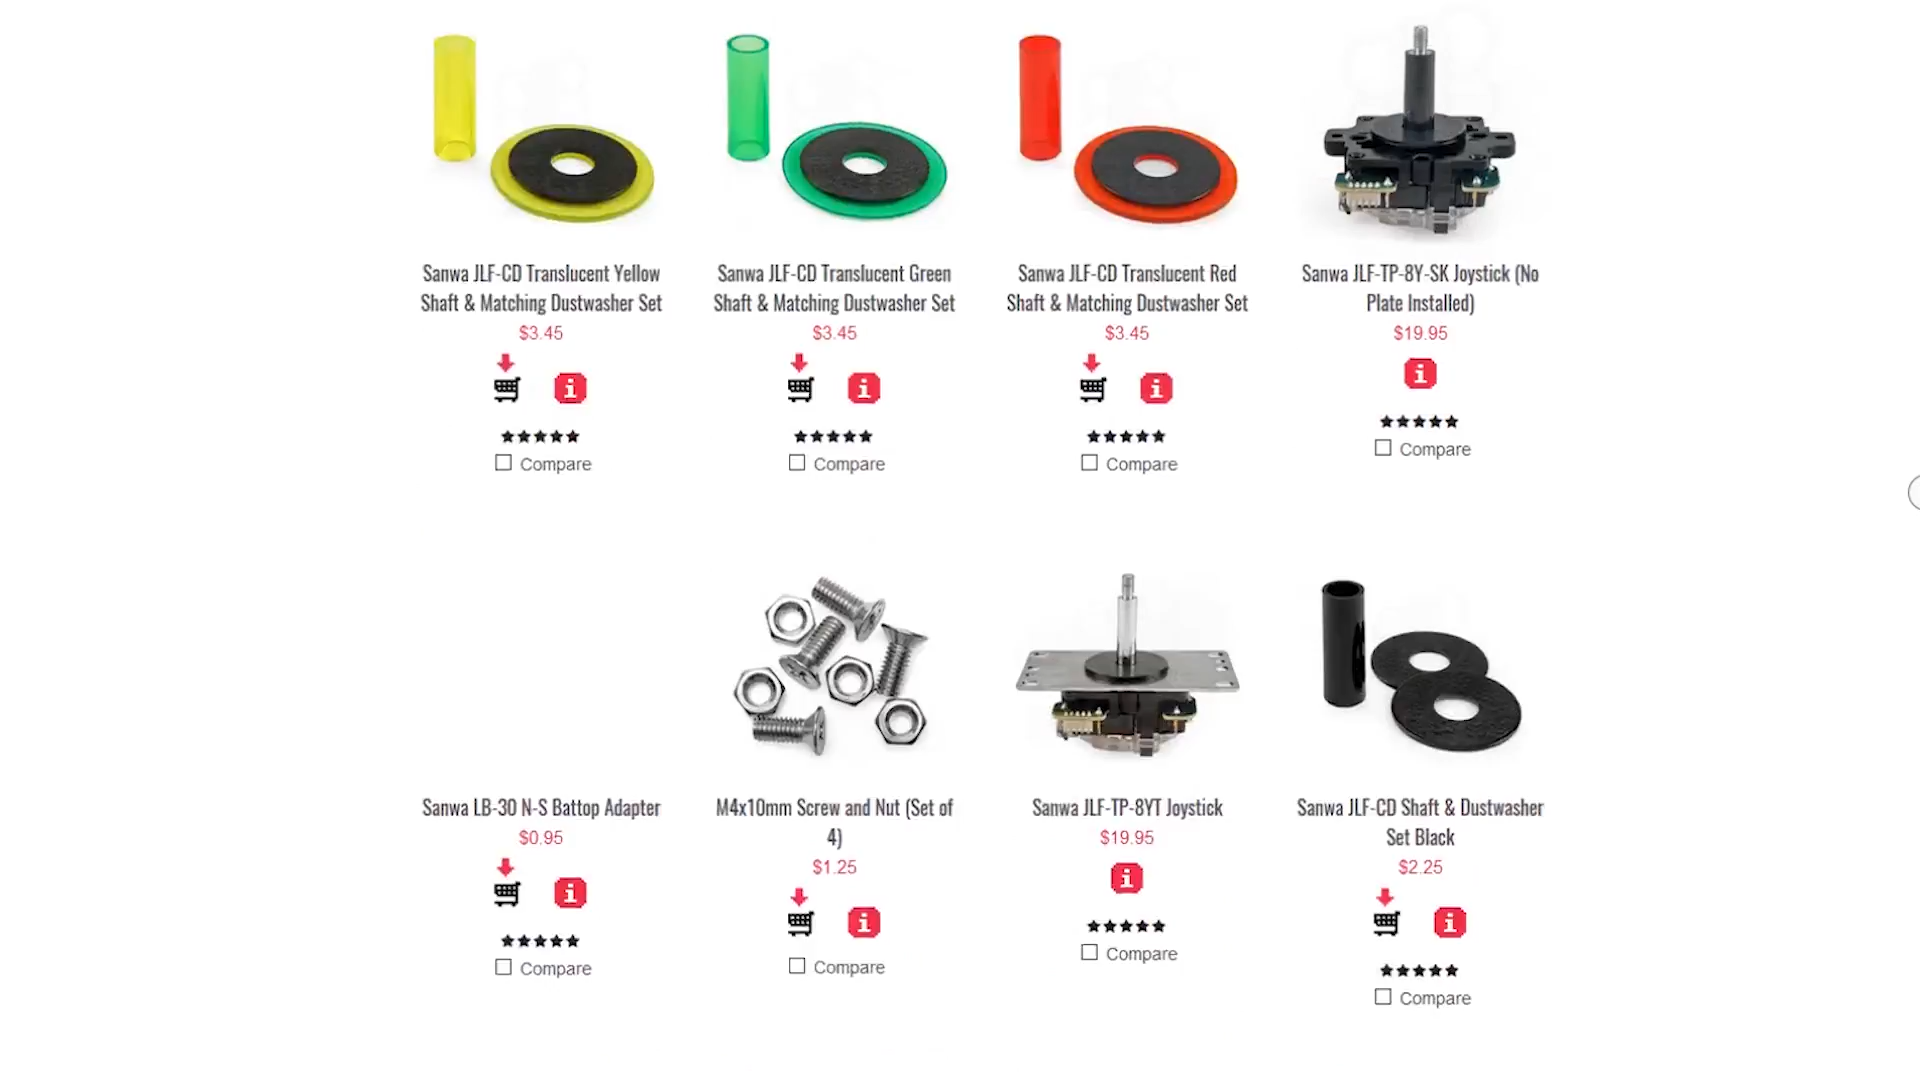 Sanwa JLF-CD Translucent Yellow
Shaft & Matching Dustwasher Set
$3.45
Compare
Sanwa JLF-CD Translucent Green
Shaft & Matching Dustwasher Set
$3.45
Compare
Sanwa JLF-CD Translucent Red
Shaft & Matching Dustwasher Set
$3.45
Compare
Sanwa JLF-TP-8Y-SK Joystick (No
Plate Installed)
$19.95
Compare
Sanwa LB-30 N-S Battop Adapter
$0.95
Compare
M4x10mm Screw and Nut (Set of
4)
$1.25
Compare
Sanwa JLF-TP-8YT Joystick
$19.95
Compare
Sanwa JLF-CD Shaft & Dustwasher
Set Black
$2.25
Compare